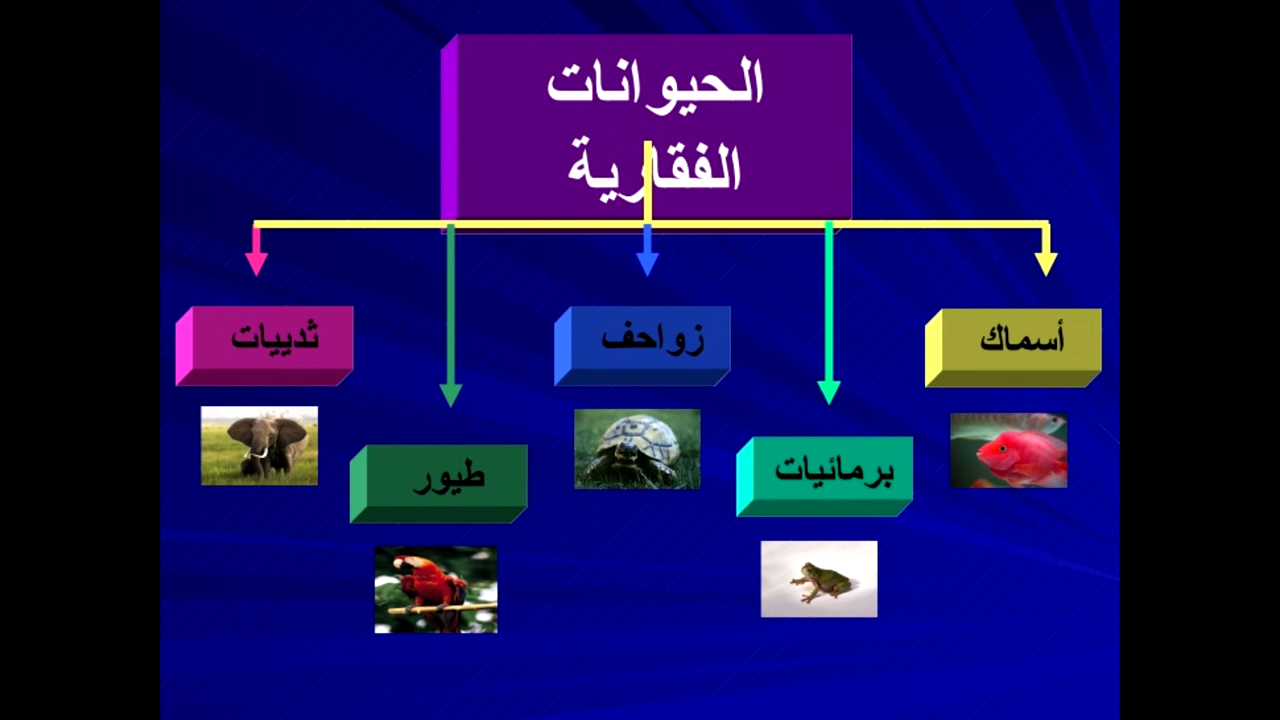 الحيوانات
الفقارية
أسماك
برمائيات
زواحف
طيور
ثدييات